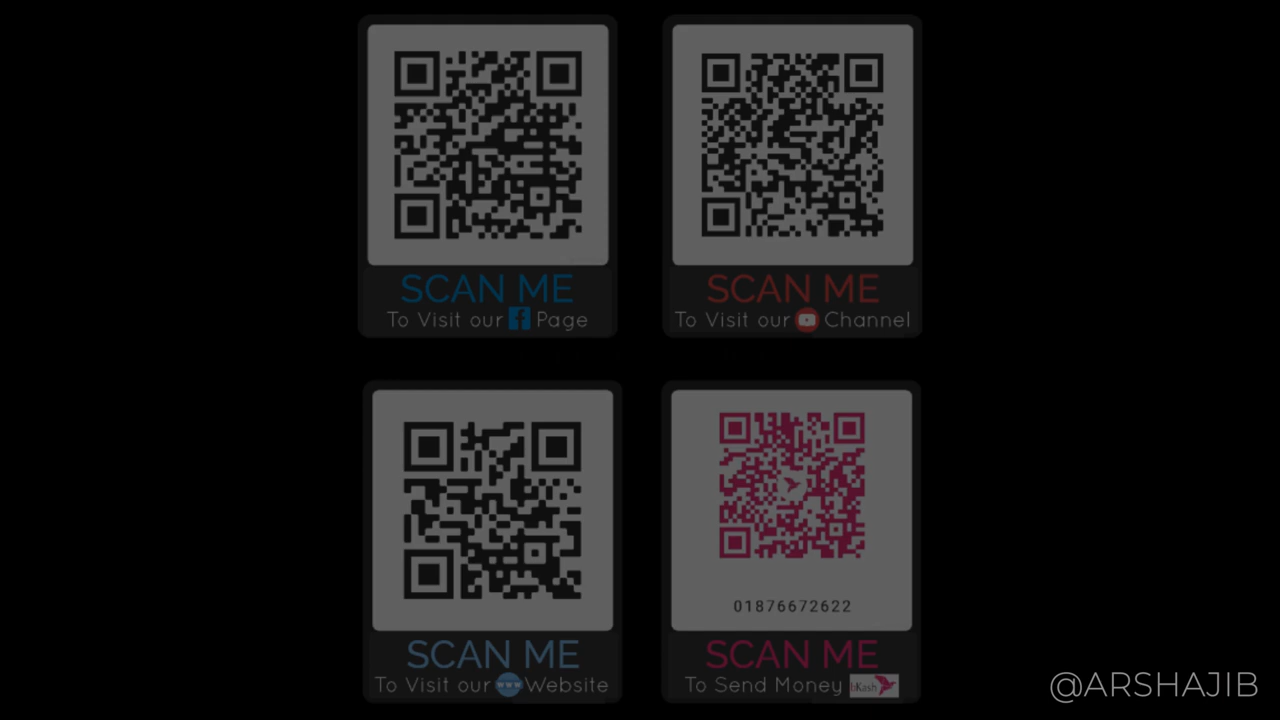 SCAN ME
To Visit our f Page
SCAN ME
To Visit our Channel
01876672622
SCAN ME
To Visit our www Website
SCAN ME
To Send Money bKash
@ARSHAJIB